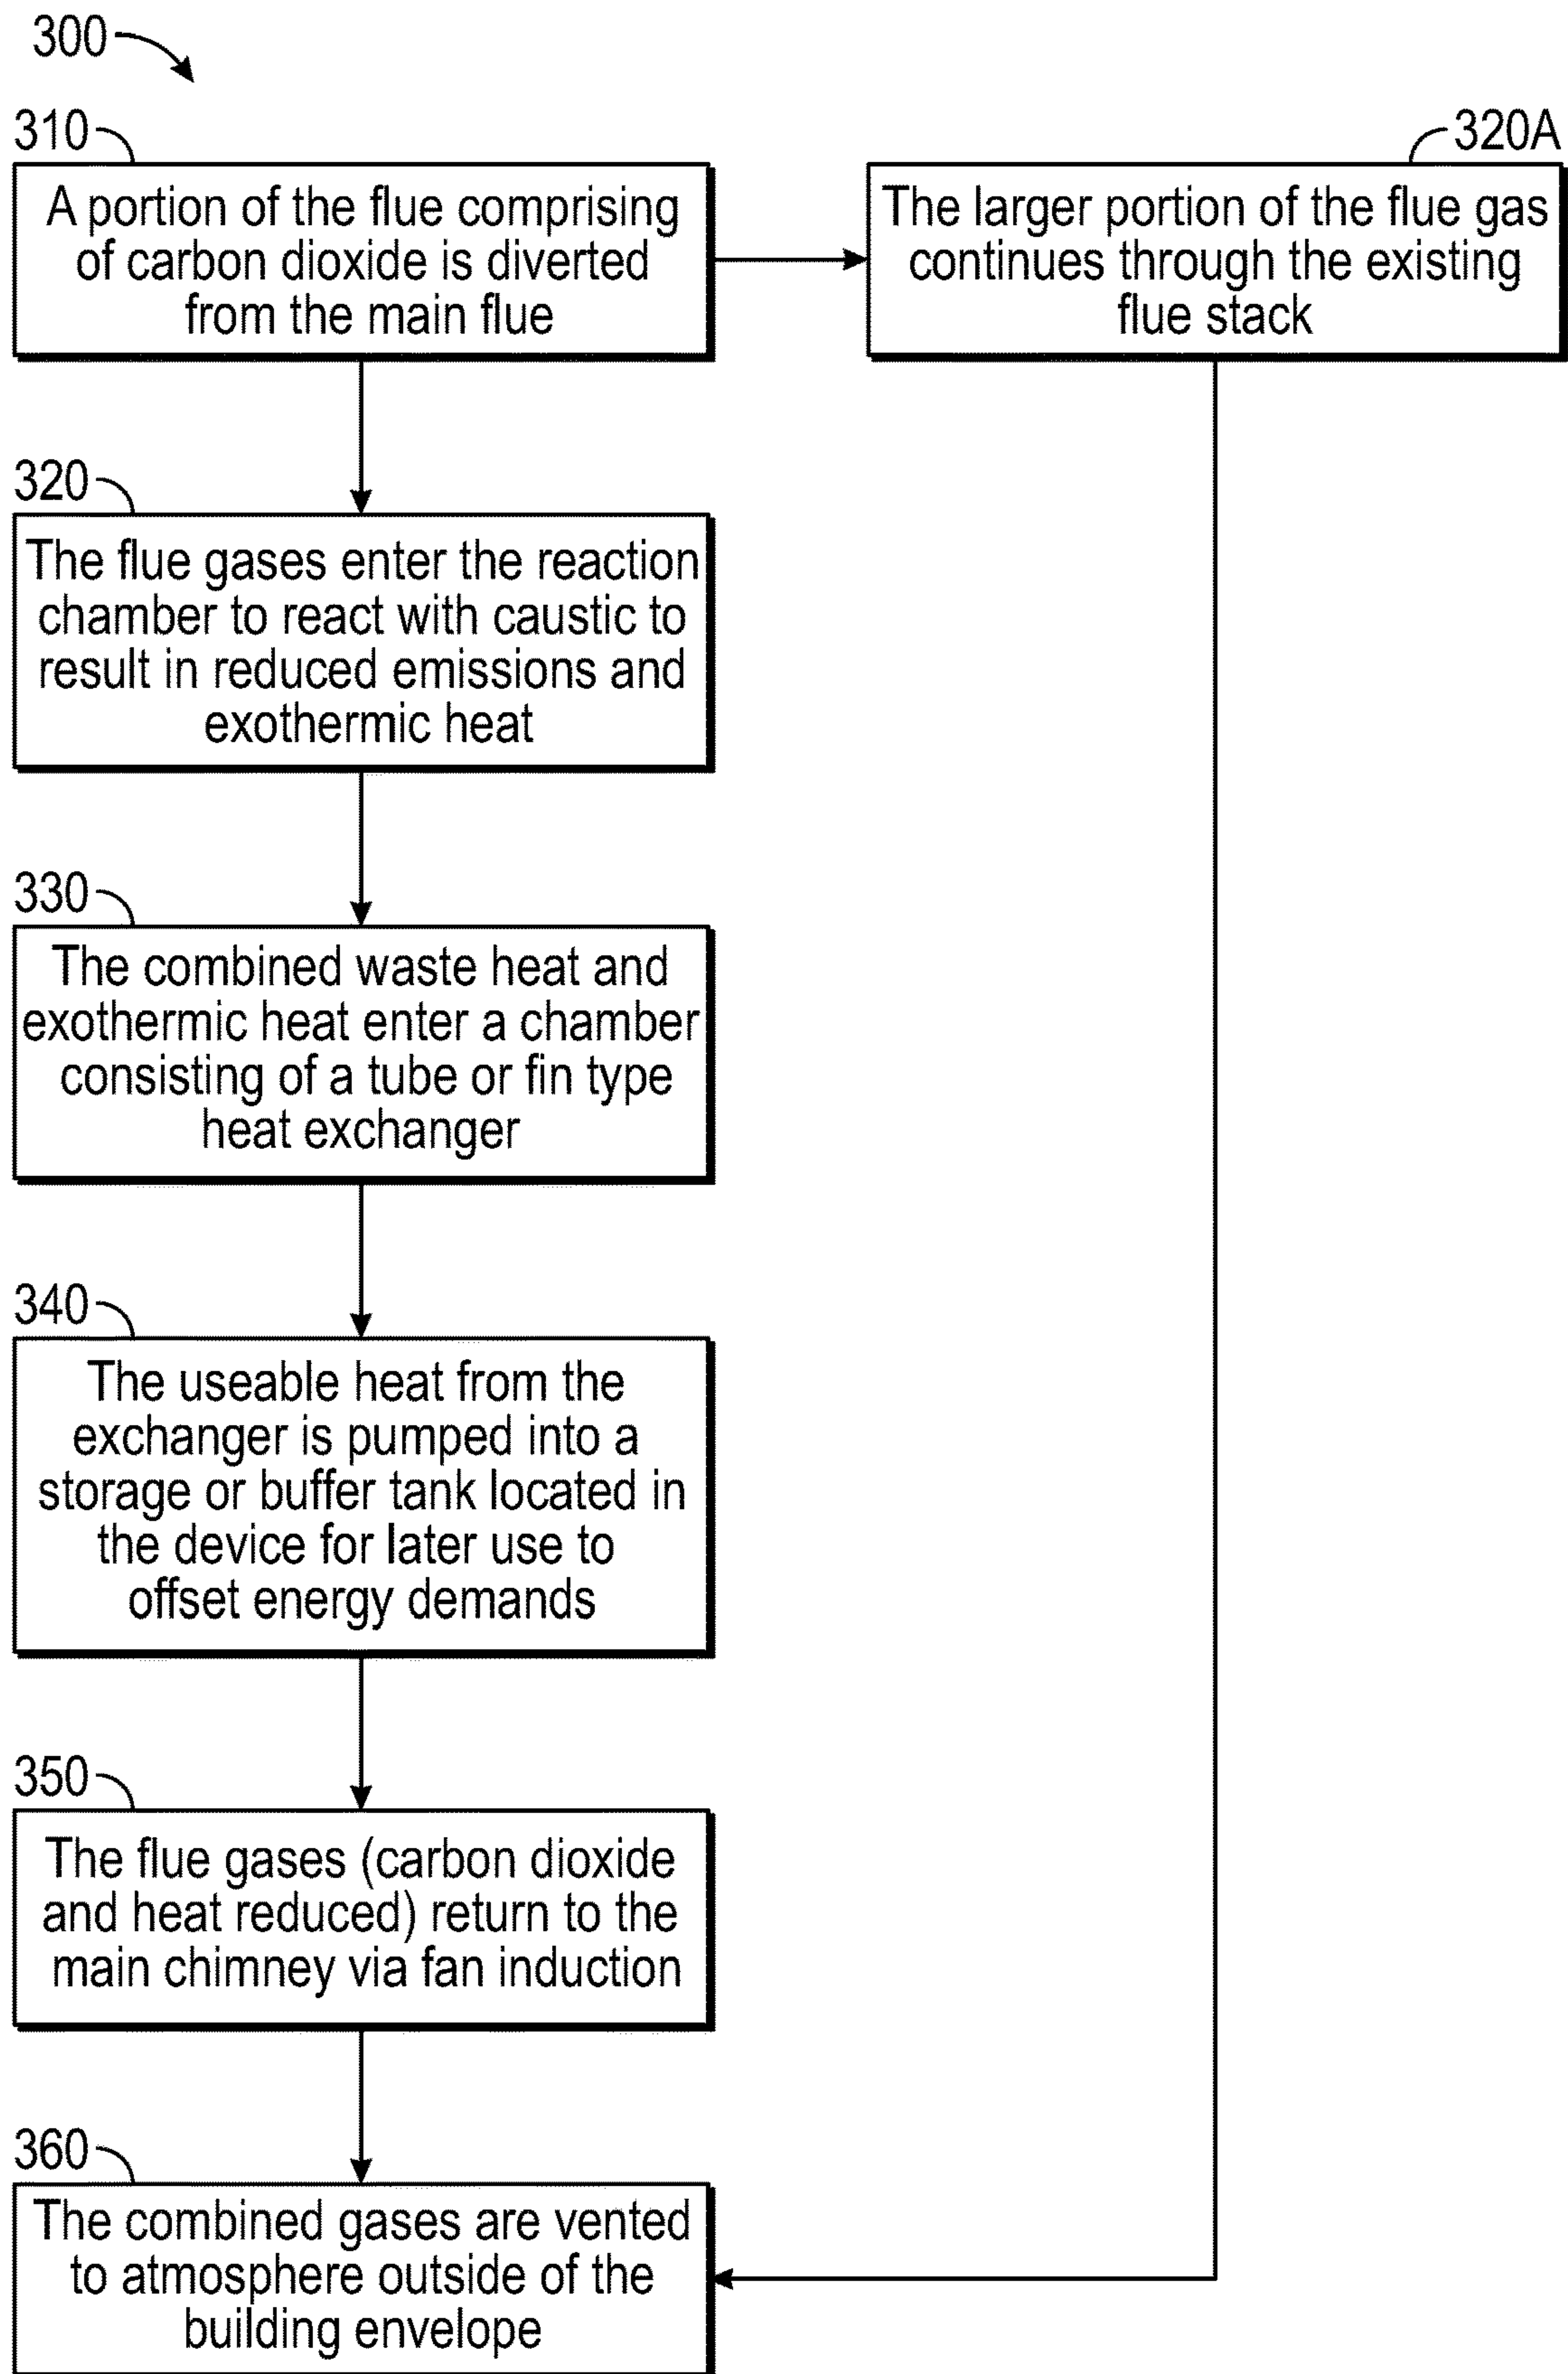 300
310
A portion of the flue comprising
of carbon dioxide is diverted
from the main flue
320A
The larger portion of the flue gas
continues through the existing
flue stack
320
The flue gases enter the reaction
chamber to react with caustic to
result in reduced emissions and
exothermic heat
330
The combined waste heat and
exothermic heat enter a chamber
consisting of a tube or fin type
heat exchanger
340
The useable heat from the
exchanger is pumped into a
storage or buffer tank located in
the device for later use to
offset energy demands
350
The flue gases (carbon dioxide
and heat reduced) return to the
main chimney via fan induction
360
The combined gases are vented
to atmosphere outside of the
building envelope